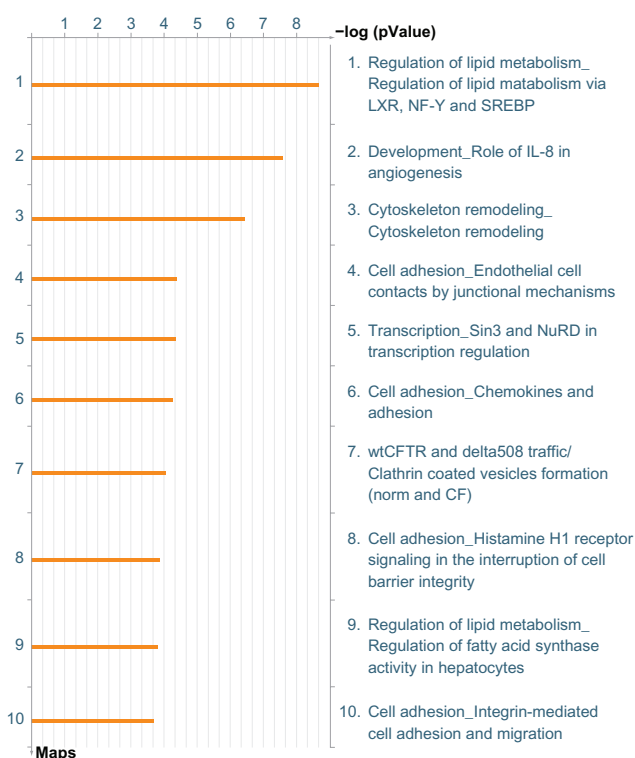 1 2 3 4 5 6 7 8
−log (pValue)
1
1. Regulation of lipid metabolism_
Regulation of lipid matabolism via
LXR, NF-Y and SREBP
2
2. Development_Role of IL-8 in
angiogenesis
3
3. Cytoskeleton remodeling_
Cytoskeleton remodeling
4
4. Cell adhesion_Endothelial cell
contacts by junctional mechanisms
5
5. Transcription_Sin3 and NuRD in
transcription regulation
6
6. Cell adhesion_Chemokines and
adhesion
7
7. wtCFTR and delta508 traffic/
Clathrin coated vesicles formation
(norm and CF)
8
8. Cell adhesion_Histamine H1 receptor
signaling in the interruption of cell
barrier integrity
9
9. Regulation of lipid metabolism_
Regulation of fatty acid synthase
activity in hepatocytes
10
10. Cell adhesion_Integrin-mediated
cell adhesion and migration
Maps